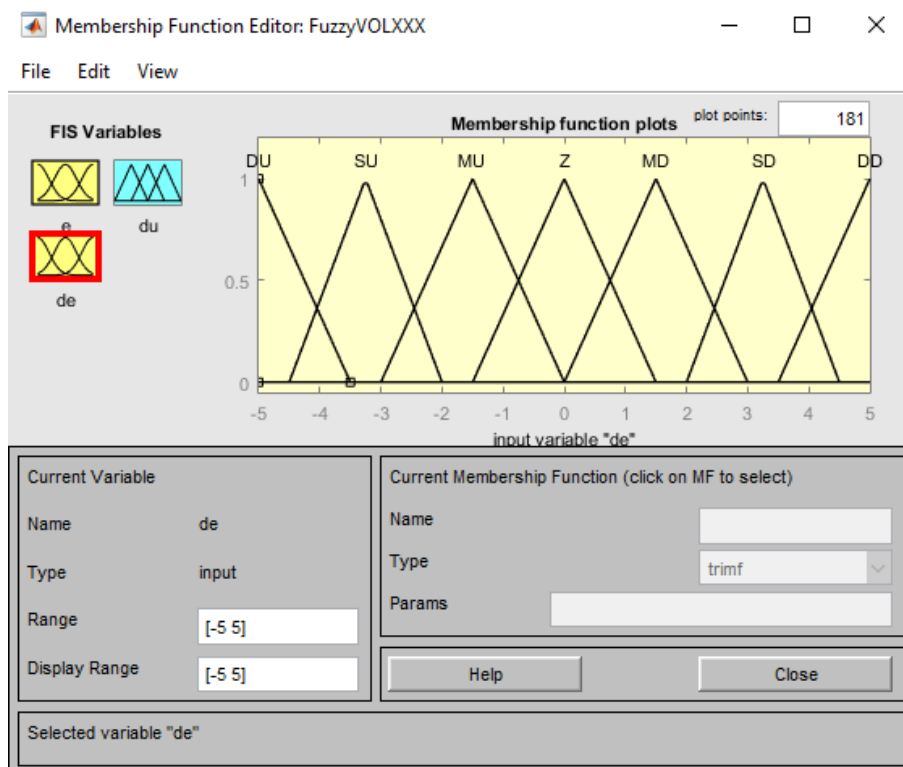 Membership Function Editor: FuzzyVOLXXX
File Edit View
FIS Variables
e
du
de
Membership function plots
plot points:
181
DU SU MU Z MD SD DD
1
0.5
0
-5 -4 -3 -2 -1 0 1 2 3 4 5
input variable "de"
Current Variable
Name de
Type input
Range [-5 5]
Display Range [-5 5]
Current Membership Function (click on MF to select)
Name
Type trimf
Params
Help Close
Selected variable "de"